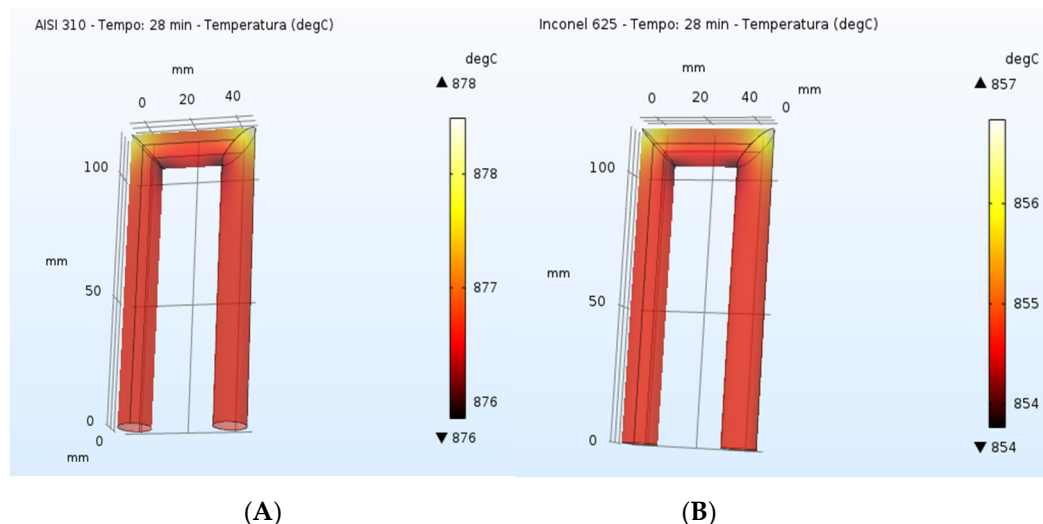 AISI 310 - Tempo: 28 min - Temperatura (degC)
degC
▲ 878
mm
0 20 40
878
100
877
mm
50
876
0
0
▼ 876
mm
(A)
Inconel 625 - Tempo: 28 min - Temperatura (degC)
degC
▲ 857
mm
0 20 40
mm
0
100
856
mm
50
855
854
0
▼ 854
(B)